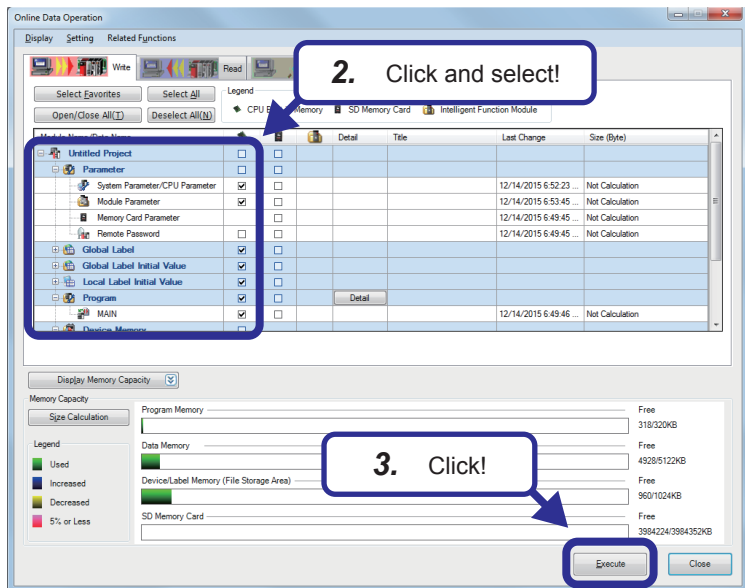 Online Data Operation
Display Setting Related Functions
Write Read
2. Click and select!
Select Favorites Select All Legend
CPU Memory SD Memory Card Intelligent Function Module
Open/Close All(T) Deselect All(N)
Detail Title Last Change Size (Byte)
Untitled Project
Parameter
System Parameter/CPU Parameter 12/14/2015 6:52:23 ... Not Calculation
Module Parameter 12/14/2015 6:53:45 ... Not Calculation
Memory Card Parameter 12/14/2015 6:49:45 ... Not Calculation
Remote Password 12/14/2015 6:49:45 ... Not Calculation
Global Label
Global Label Initial Value
Local Label Initial Value
Program Detail
MAIN 12/14/2015 6:49:46 ... Not Calculation
Device Memory
Display Memory Capacity
Memory Capacity
Size Calculation
Program Memory Free
318/320KB
Legend
Used
Increased
Decreased
5% or Less
Data Memory Free
4928/5122KB
3. Click!
Device/Label Memory (File Storage Area) Free
960/1024KB
SD Memory Card Free
3984224/3984352KB
Execute Close